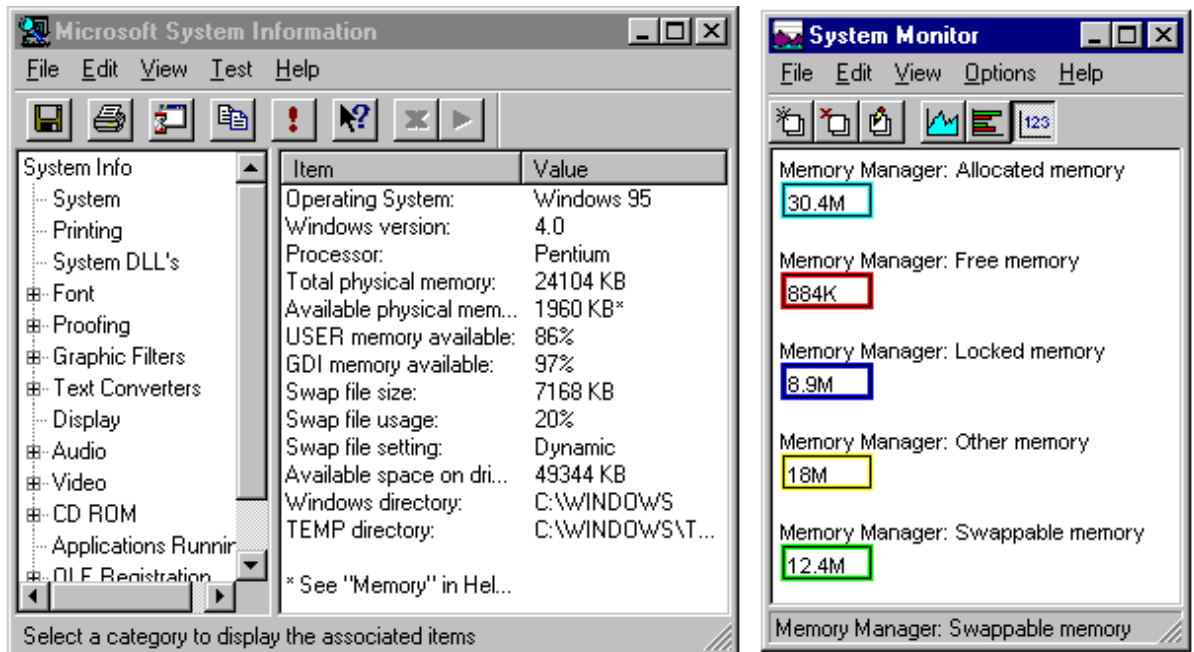 Microsoft System Information
File Edit View Test Help
System Info
System
Printing
System DLL's
Font
Proofing
Graphic Filters
Text Converters
Display
Audio
Video
CD ROM
Applications Runnin
OLE Registration
Item Value
Operating System: Windows 95
Windows version: 4.0
Processor: Pentium
Total physical memory: 24104 KB
Available physical mem... 1960 KB*
USER memory available: 86%
GDI memory available: 97%
Swap file size: 7168 KB
Swap file usage: 20%
Swap file setting: Dynamic
Available space on dri... 49344 KB
Windows directory: C:\WINDOWS
TEMP directory: C:\WINDOWS\T...
* See "Memory" in Hel...
Select a category to display the associated items
System Monitor
File Edit View Options Help
123
Memory Manager: Allocated memory
30.4M
Memory Manager: Free memory
884K
Memory Manager: Locked memory
8.9M
Memory Manager: Other memory
18M
Memory Manager: Swappable memory
12.4M
Memory Manager: Swappable memory